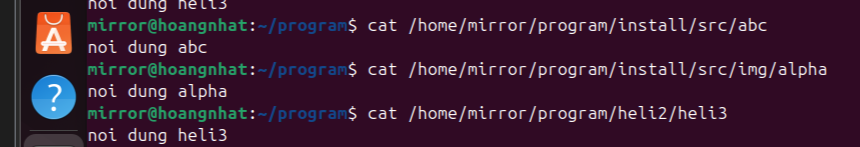 noi dung heli3
mirror@hoangnhat:~/program$ cat /home/mirror/program/install/src/abc
noi dung abc
mirror@hoangnhat:~/program$ cat /home/mirror/program/install/src/img/alpha
noi dung alpha
mirror@hoangnhat:~/program$ cat /home/mirror/program/heli2/heli3
noi dung heli3